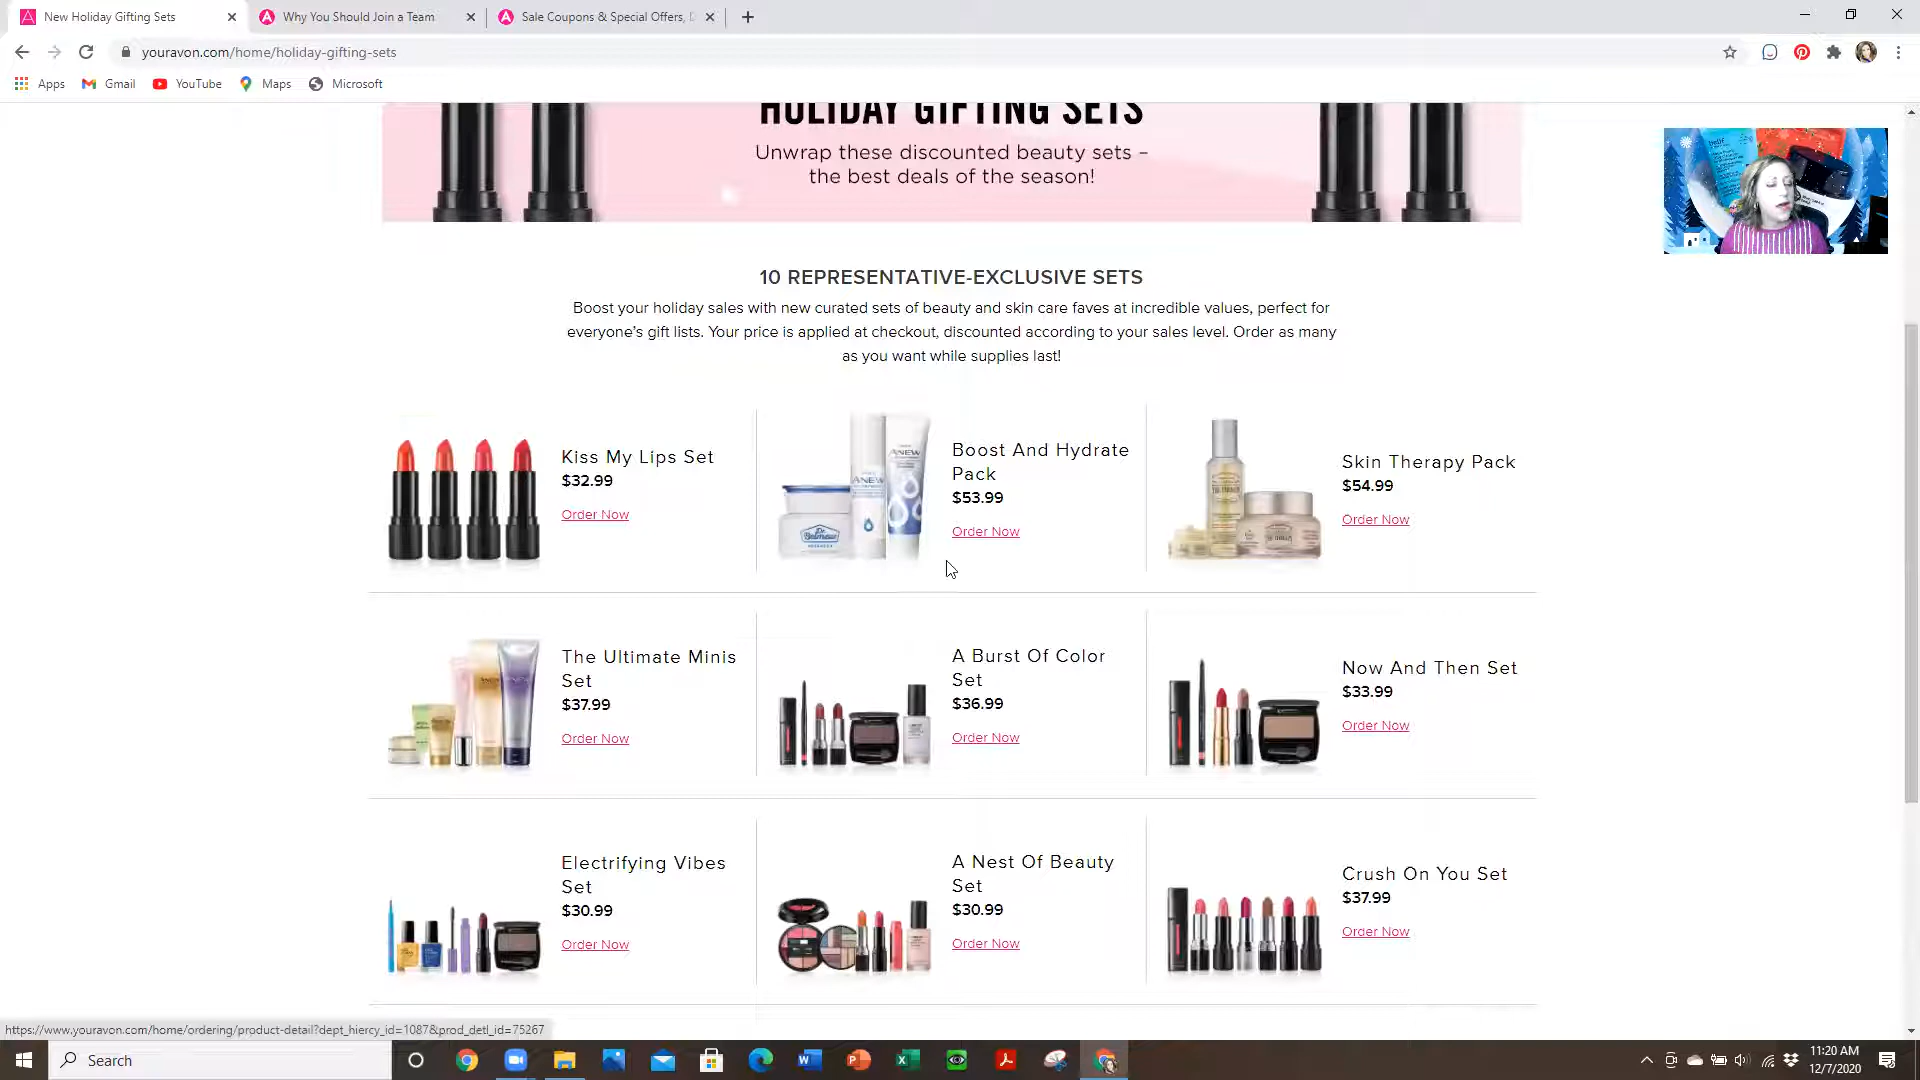 New Holiday Gifting Sets
Why You Should Join a Team
Sale Coupons & Special Offers,
youravon.com/home/holiday-gifting-sets
Apps
Gmail
YouTube
Maps
Microsoft
HOLIDAY GIFTING SETS
Unwrap these discounted beauty sets –
the best deals of the season!
10 REPRESENTATIVE-EXCLUSIVE SETS
Boost your holiday sales with new curated sets of beauty and skin care faves at incredible values, perfect for
everyone's gift lists. Your price is applied at checkout, discounted according to your sales level. Order as many
as you want while supplies last!
Kiss My Lips Set
$32.99
Order Now
ANEW
ANEW
Boost And Hydrate
Pack
$53.99
Order Now
Skin Therapy Pack
$54.99
Order Now
The Ultimate Minis
Set
$37.99
Order Now
A Burst Of Color
Set
$36.99
Order Now
Now And Then Set
$33.99
Order Now
Electrifying Vibes
Set
$30.99
Order Now
A Nest Of Beauty
Set
$30.99
Order Now
Crush On You Set
$37.99
Order Now
https://www.youravon.com/home/ordering/product-detail?dept_hiercy_id=1087&prod_detl_id=75267
Search
11:20 AM
12/7/2020